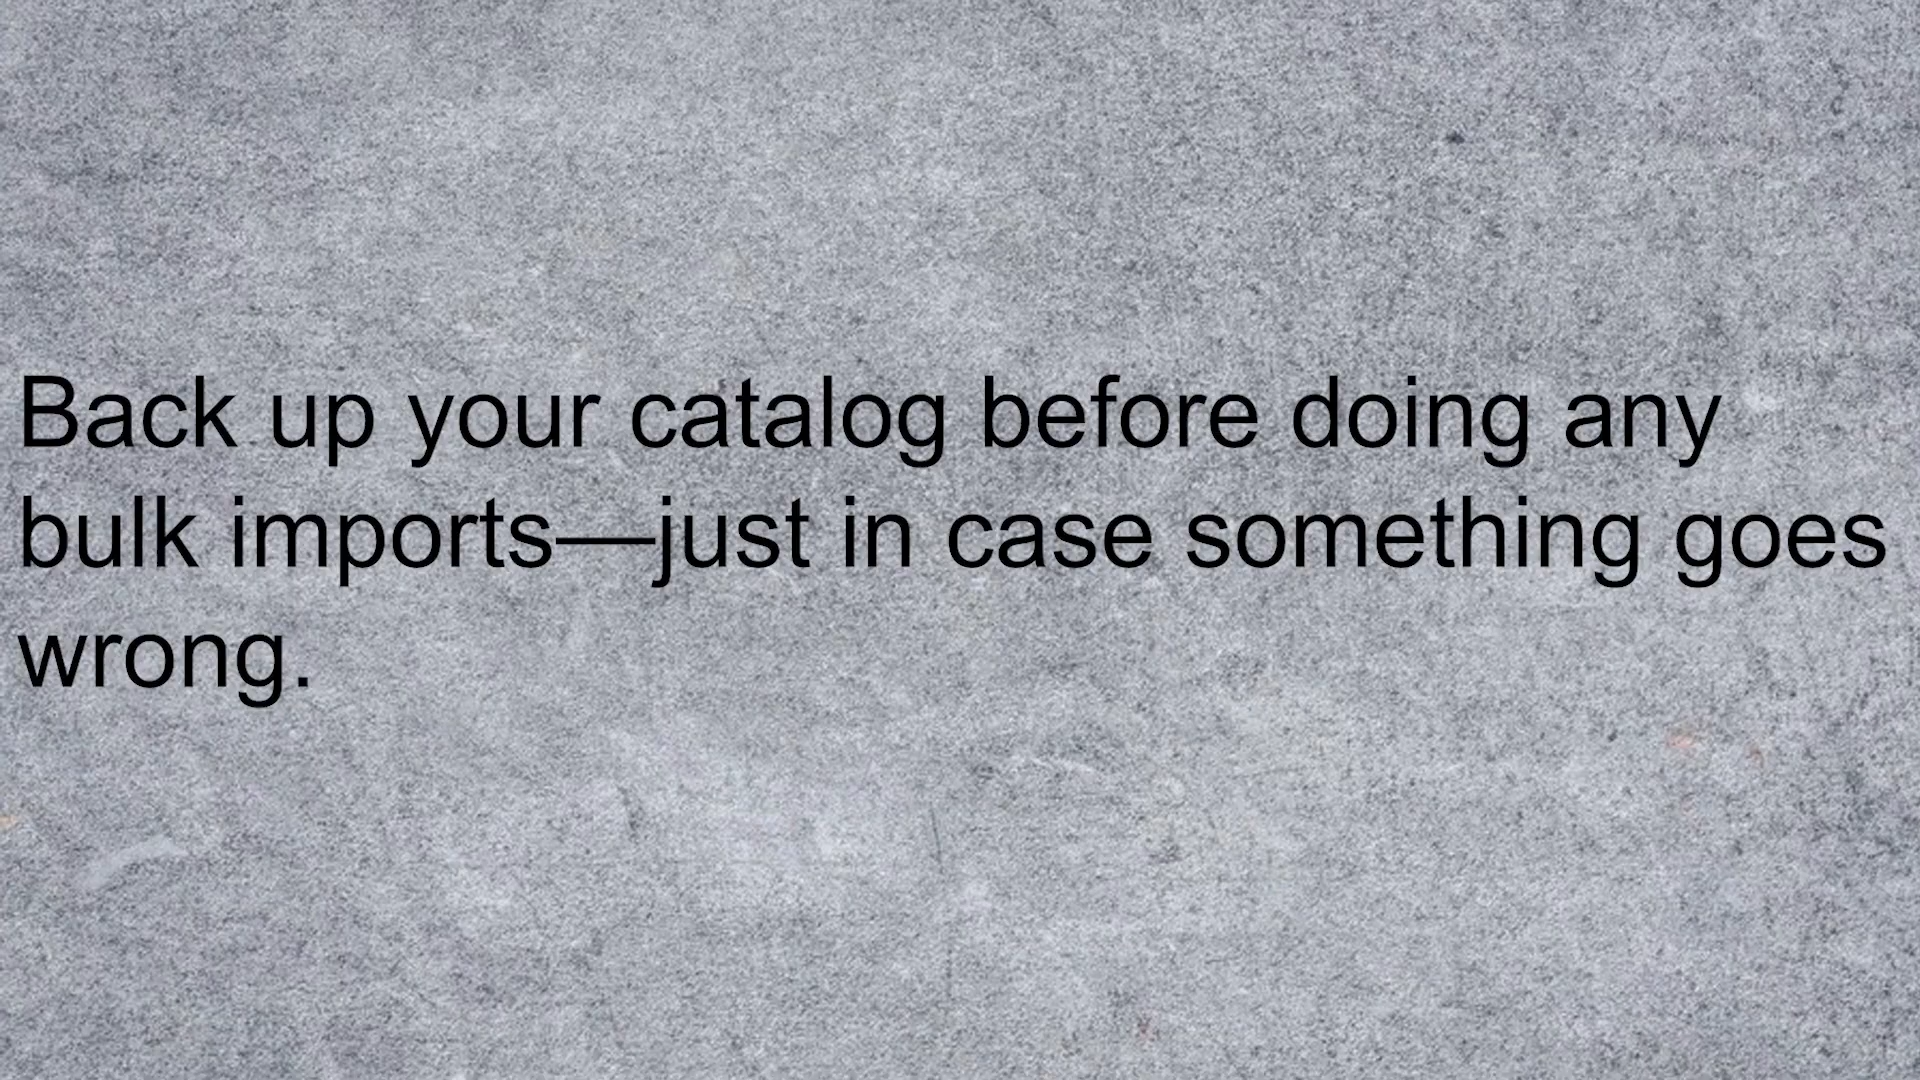 Back up your catalog before doing any
bulk imports—just in case something goes
wrong.